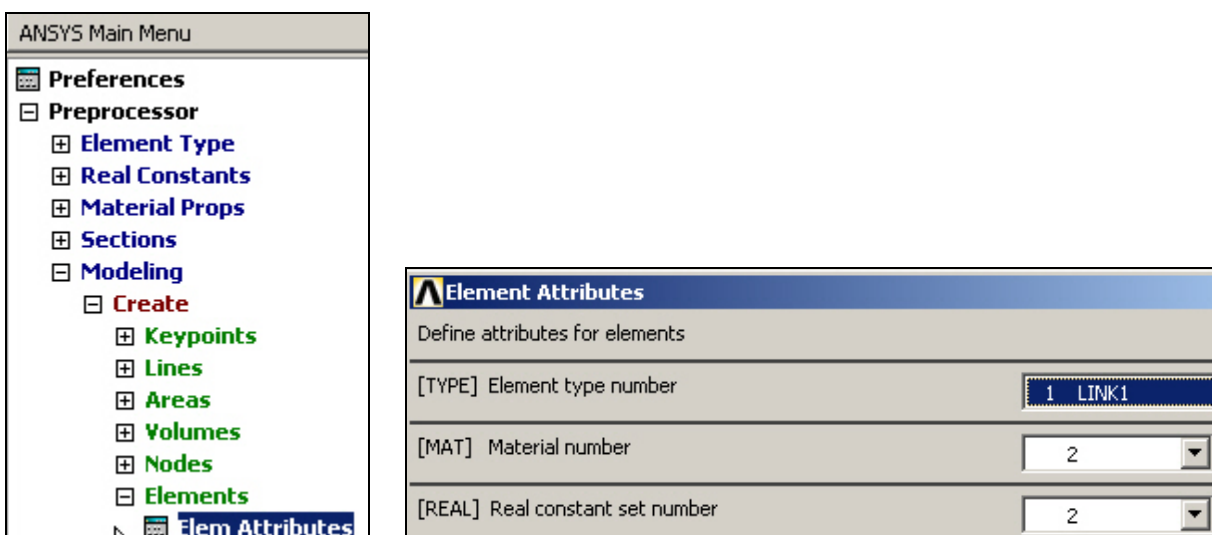 ANSYS Main Menu
Preferences
Preprocessor
Element Type
Real Constants
Material Props
Sections
Modeling
Create
Keypoints
Lines
Areas
Volumes
Nodes
Elements
Elem Attributes
Element Attributes
Define attributes for elements
[TYPE] Element type number 1 LINK1
[MAT] Material number 2
[REAL] Real constant set number 2